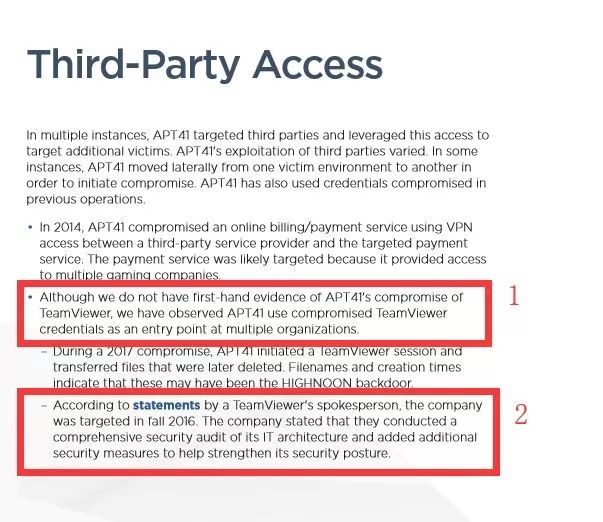 Third-Party Access
In multiple instances, APT41 targeted third parties and leveraged this access to
target additional victims. APT41's exploitation of third parties varied. In some
instances, APT41 moved laterally from one victim environment to another in
order to initiate compromise. APT41 has also used credentials compromised in
previous operations.
• In 2014, APT41 compromised an online billing/payment service using VPN
access between a third-party service provider and the targeted payment
service. The payment service was likely targeted because it provided access
to multiple gaming companies.
• Although we do not have first-hand evidence of APT41's compromise of
TeamViewer, we have observed APT41 use compromised TeamViewer
credentials as an entry point at multiple organizations.
1
– During a 2017 compromise, APT41 initiated a TeamViewer session and
transferred files that were later deleted. Filenames and creation times
indicate that these may have been the HIGHNOON backdoor.
– According to statements by a TeamViewer's spokesperson, the company
was targeted in fall 2016. The company stated that they conducted a
comprehensive security audit of its IT architecture and added additional
security measures to help strengthen its security posture.
2